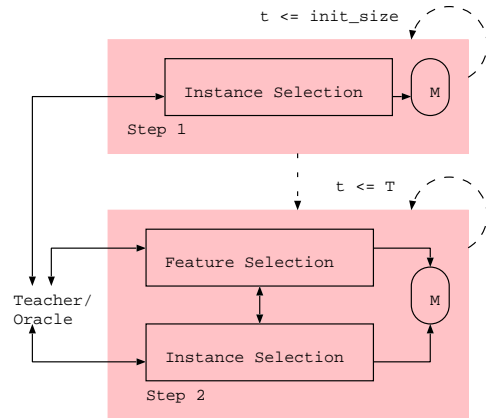 t <= init_size
Instance Selection
M
Step 1
t <= T
Feature Selection
Teacher/
Oracle
M
Instance Selection
Step 2